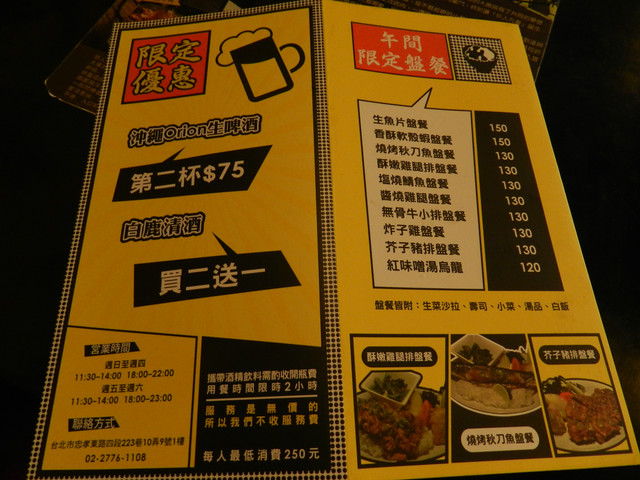 限定
優惠
沖繩Orion生啤酒
第二杯$75
白鹿清酒
買二送一
營業時間
週日至週四
11:30–14:00 18:00–22:00
週五至週六
11:30–14:00 18:00–23:00
聯絡方式
台北市忠孝東路四段223巷10弄9號1樓
02-2776-1108
攜帶酒精飲料需酌收開瓶費
用餐時間限時2小時
服務是無價的
所以我們不收服務費
每人最低消費250元
午間
限定盤餐
生魚片盤餐 150
香酥軟殼蝦盤餐 150
燒烤秋刀魚盤餐 130
酥嫩雞腿排盤餐 130
塩燒鯖魚盤餐 130
醬燒雞腿盤餐 130
無骨牛小排盤餐 130
炸子雞盤餐 130
芥子豬排盤餐 130
紅味噌湯烏龍 120
盤餐皆附：生菜沙拉、壽司、小菜、湯品、白飯
酥嫩雞腿排盤餐
燒烤秋刀魚盤餐
芥子豬排盤餐